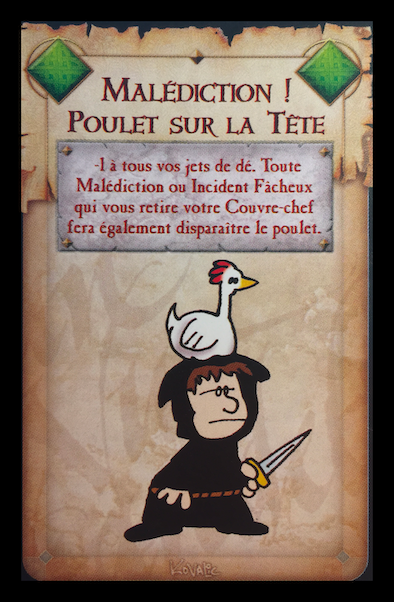 Malédiction !
Poulet sur la Tête
-1 à tous vos jets de dé. Toute
Malédiction ou Incident Fâcheux
qui vous retire votre Couvre-chef
fera également disparaître le poulet.
Kovalic